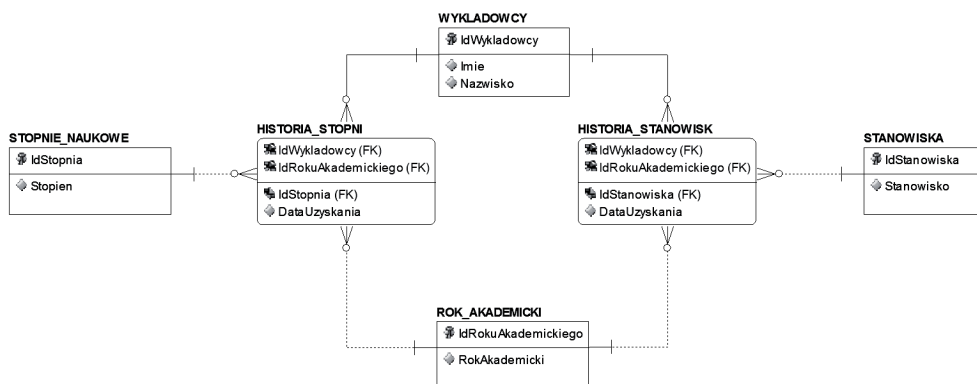 WYKLADOWCY
IdWykladowcy
Imie
Nazwisko
STOPNIE_NAUKOWE
IdStopnia
Stopien
HISTORIA_STOPNI
IdWykladowcy (FK)
IdRokuAkademickiego (FK)
IdStopnia (FK)
DataUzyskania
HISTORIA_STANOWISK
IdWykladowcy (FK)
IdRokuAkademickiego (FK)
IdStanowiska (FK)
DataUzyskania
STANOWISKA
IdStanowiska
Stanowisko
ROK_AKADEMICKI
IdRokuAkademickiego
RokAkademicki